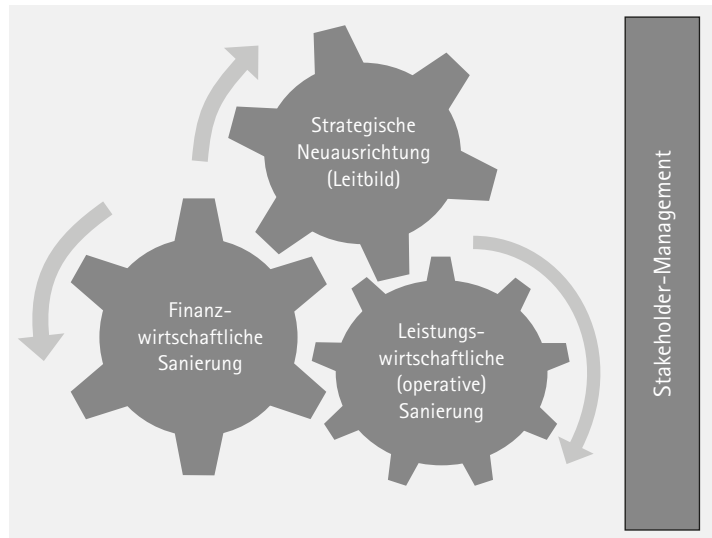 Strategische
Neuausrichtung
(Leitbild)
Finanz-
wirtschaftliche
Sanierung
Leistungs-
wirtschaftliche
(operative)
Sanierung
Stakeholder-Management